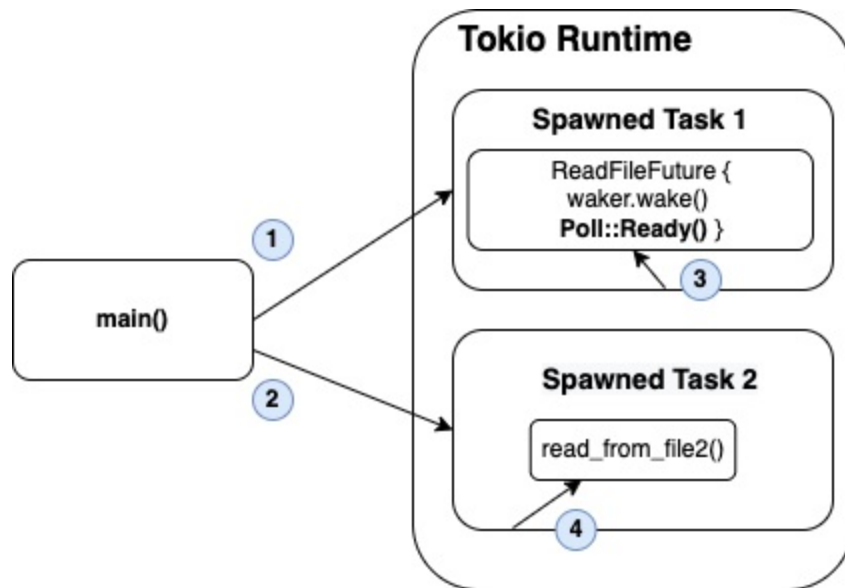 Tokio Runtime
Spawned Task 1
ReadFileFuture {
waker.wake()
Poll::Ready() }
1
3
main()
2
Spawned Task 2
read_from_file2()
4